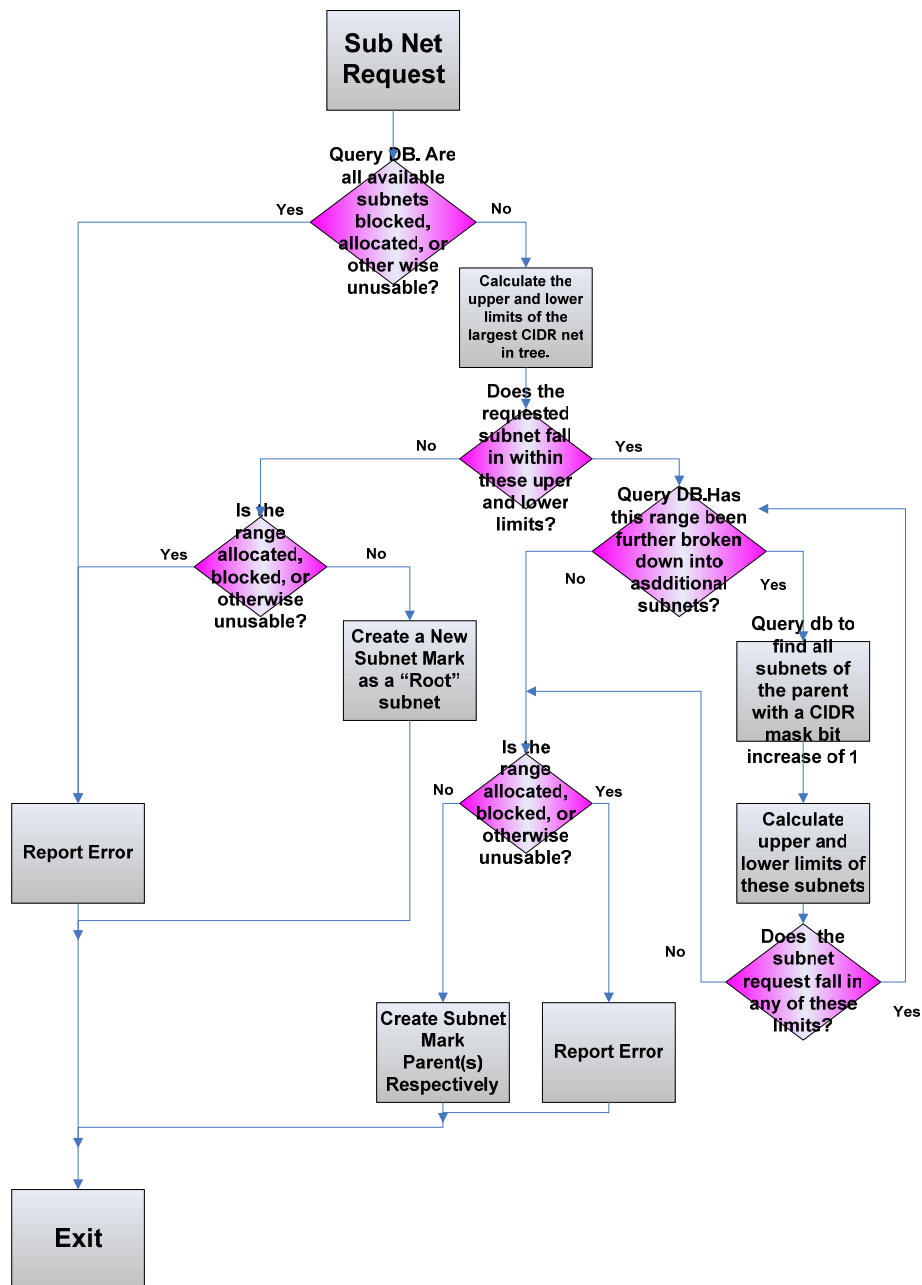 Sub Net
Request
Query DB. Are
all available
subnets
blocked,
allocated, or
other wise
unusable?
Yes
No
Calculate the
upper and lower
limits of the
largest CIDR net
in tree.
Does the
requested
subnet fall
in within
these uper
and lower
limits?
No
Yes
Is the
range
allocated,
blocked, or
otherwise
unusable?
Yes
No
Query DB.Has
this range been
further broken
down into
asdditional
subnets?
No
Yes
Create a New
Subnet Mark
as a “Root”
subnet
Query db to
find all
subnets of
the parent
with a CIDR
mask bit
increase of 1
Is the
range
allocated,
blocked, or
otherwise
unusable?
No
Yes
Report Error
Calculate
upper and
lower limits of
these subnets
Does the
subnet
request fall in
any of these
limits?
No
Yes
Create Subnet
Mark
Parent(s)
Respectively
Report Error
Exit